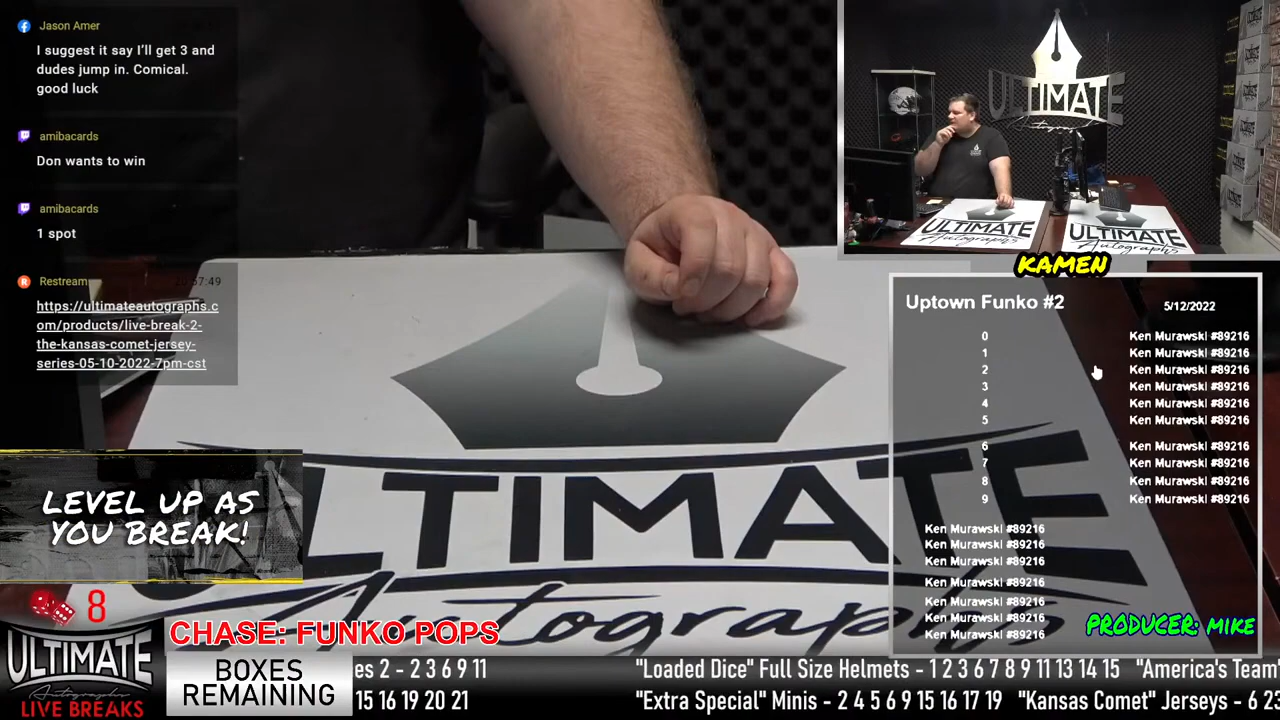 Jason Amer
I suggest it say I'll get 3 and
dudes jump in. Comical.
good luck
amibacards
Don wants to win
amibacards
1 spot
Restream
https://ultimateautographs.c
om/products/live-break-2-
the-kansas-comet-jersey-
series-05-10-2022-7pm-cst
ULTIMATE
ULTIMATE
Autographs
ULTIMATE
Autographs
KAMEN
Uptown Funko #2
5/12/2022
0 Ken Murawski #89216
1 Ken Murawski #89216
2 Ken Murawski #89216
3 Ken Murawski #89216
4 Ken Murawski #89216
5 Ken Murawski #89216
6 Ken Murawski #89216
7 Ken Murawski #89216
8 Ken Murawski #89216
9 Ken Murawski #89216
Ken Murawski #89216
Ken Murawski #89216
Ken Murawski #89216
Ken Murawski #89216
Ken Murawski #89216
Ken Murawski #89216
Ken Murawski #89216
PRODUCER: MIKE
LEVEL UP AS
YOU BREAK!
ULTIMATE
Autographs
8
CHASE: FUNKO POPS
ULTIMATE
Autographs
LIVE BREAKS
BOXES
REMAINING
es 2 - 2 3 6 9 11 "Loaded Dice" Full Size Helmets - 1 2 3 6 7 8 9 11 13 14 15 "America's Team"
15 16 19 20 21 "Extra Special" Minis - 2 4 5 6 9 15 16 17 19 "Kansas Comet" Jerseys - 6 23